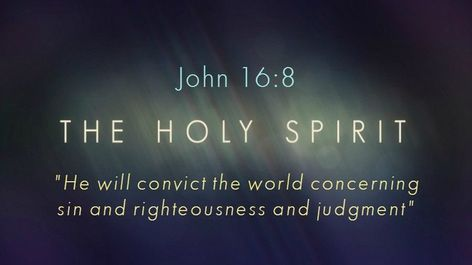 John 16:8
THE HOLY SPIRIT
"He will convict the world concerning
sin and righteousness and judgment"